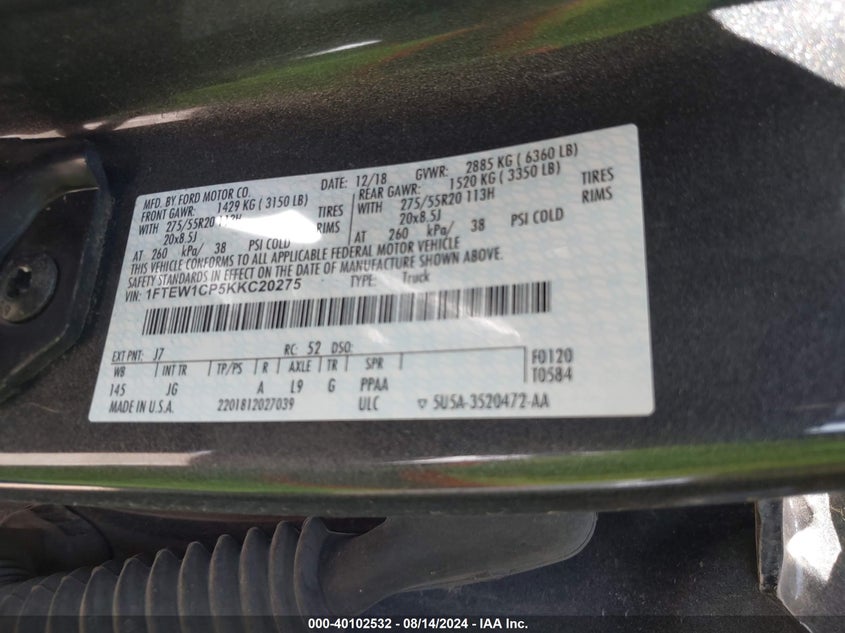 MFD. BY FORD MOTOR CO.
DATE: 12/18 GVWR: 2885 KG ( 6360 LB)
FRONT GAWR: 1429 KG ( 3150 LB) REAR GAWR: 1520 KG ( 3350 LB)
WITH 275/55R20 113H TIRES WITH 275/55R20 113H TIRES
20x8.5J RIMS 20x8.5J RIMS
AT 260 kPa/ 38 PSI COLD AT 260 kPa/ 38 PSI COLD
THIS VEHICLE CONFORMS TO ALL APPLICABLE FEDERAL MOTOR VEHICLE
SAFETY STANDARDS IN EFFECT ON THE DATE OF MANUFACTURE SHOWN ABOVE.
VIN: 1FTEW1CP5KKC20275 TYPE: Truck
EXT PNT: J7 RC: 52 DSO: F0120
WB INT TR TP/PS R AXLE TR SPR T0584
145 JG A L9 G PPAA
MADE IN U.S.A. 2201812027039 ULC ▽ 5U5A-3520472-AA
000-40102532 - 08/14/2024 - IAA Inc.